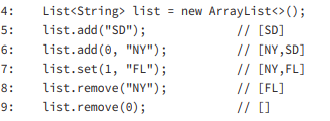 4: List<String> list = new ArrayList<>();
5: list.add("SD"); // [SD]
6: list.add(0, "NY"); // [NY,SD]
7: list.set(1, "FL"); // [NY,FL]
8: list.remove("NY"); // [FL]
9: list.remove(0); // []